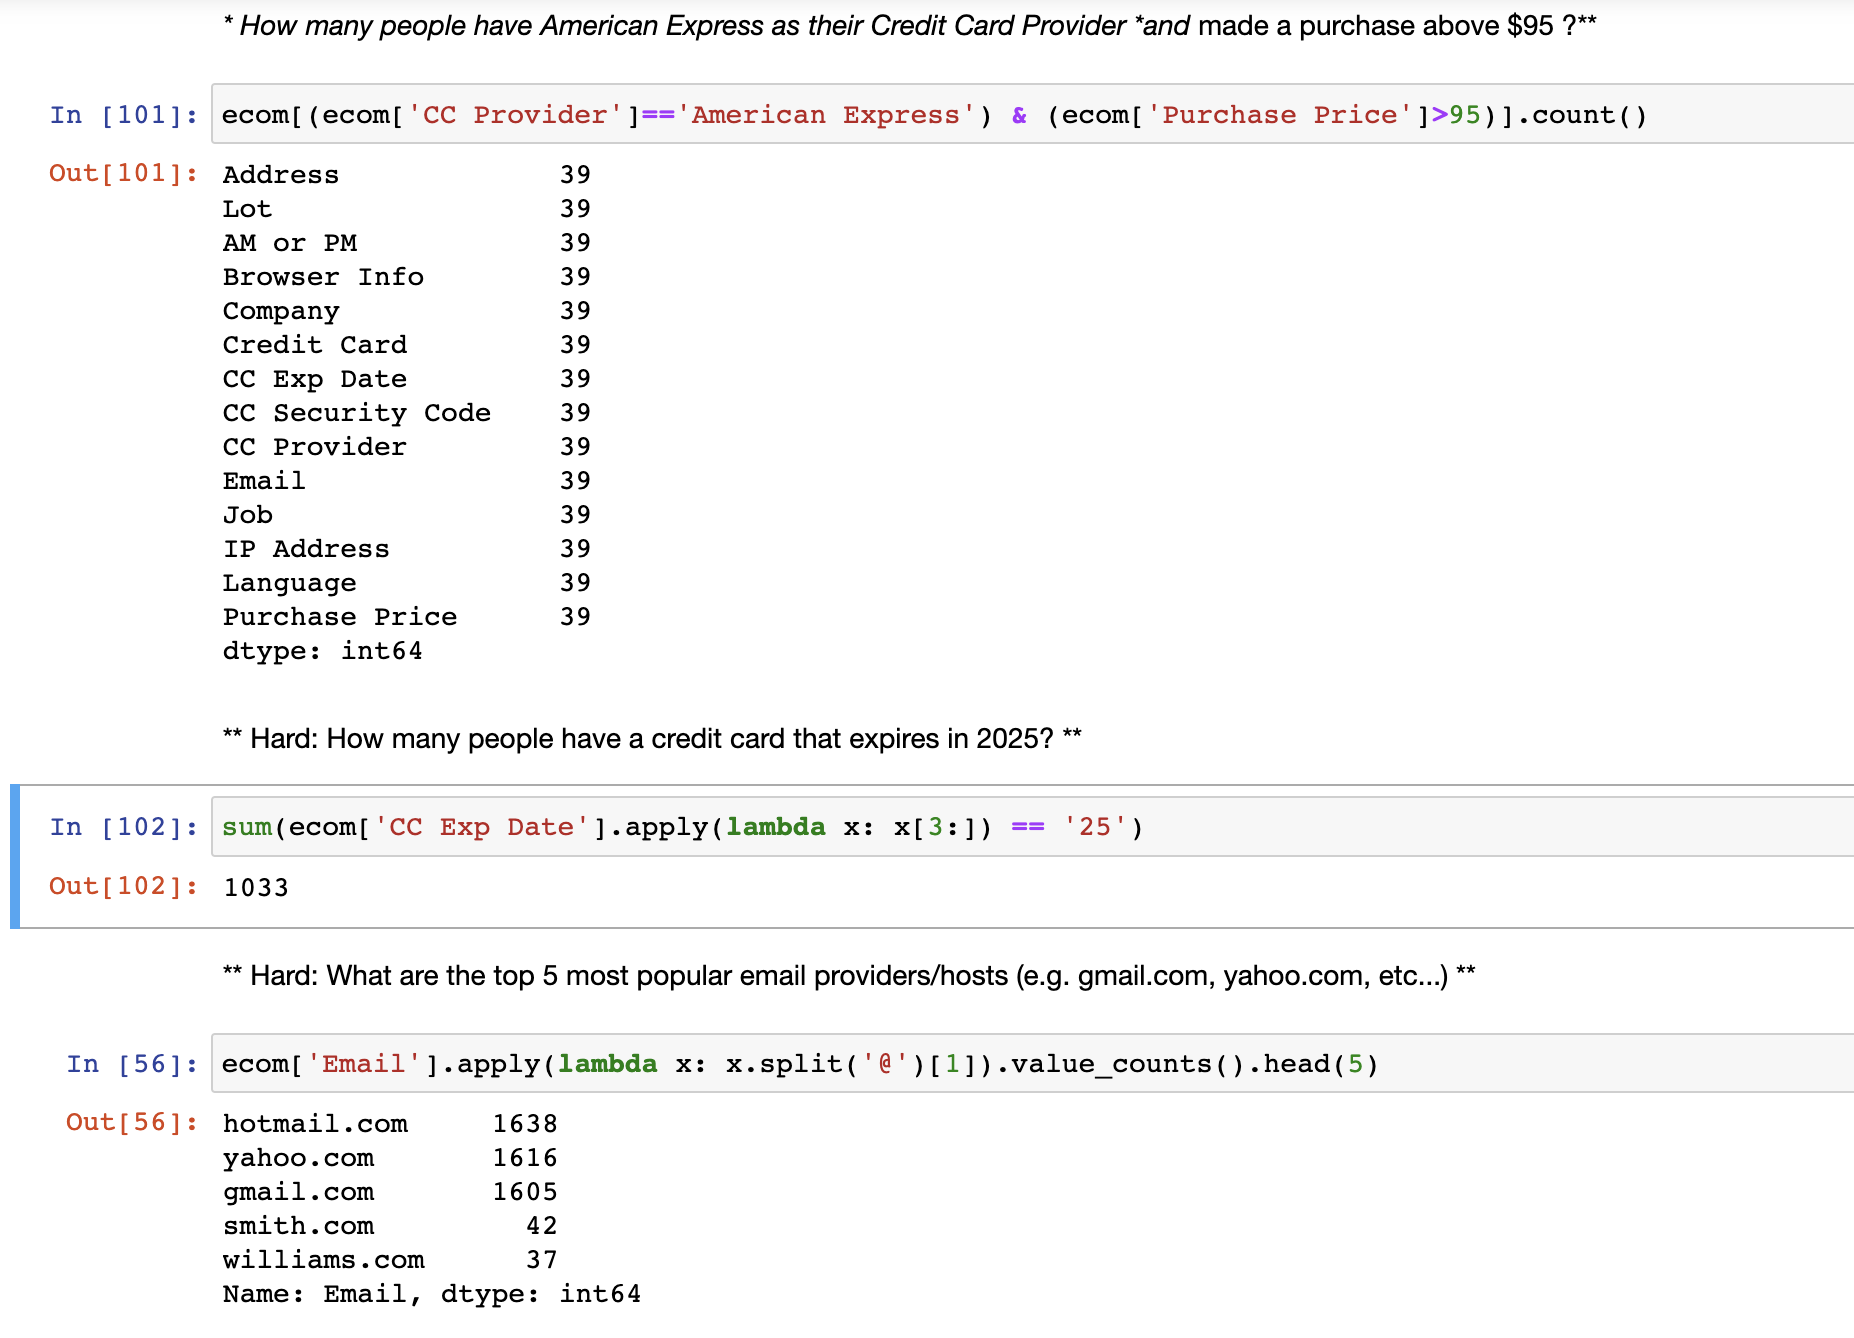 * How many people have American Express as their Credit Card Provider *and made a purchase above $95 ?**
In [101]: ecom[(ecom['CC Provider']=='American Express') & (ecom['Purchase Price']>95)].count()
Out[101]: Address 39
Lot 39
AM or PM 39
Browser Info 39
Company 39
Credit Card 39
CC Exp Date 39
CC Security Code 39
CC Provider 39
Email 39
Job 39
IP Address 39
Language 39
Purchase Price 39
dtype: int64
** Hard: How many people have a credit card that expires in 2025? **
In [102]: sum(ecom['CC Exp Date'].apply(lambda x: x[3:]) == '25')
Out[102]: 1033
** Hard: What are the top 5 most popular email providers/hosts (e.g. gmail.com, yahoo.com, etc...) **
In [56]: ecom['Email'].apply(lambda x: x.split('@')[1]).value_counts().head(5)
Out[56]: hotmail.com 1638
yahoo.com 1616
gmail.com 1605
smith.com 42
williams.com 37
Name: Email, dtype: int64